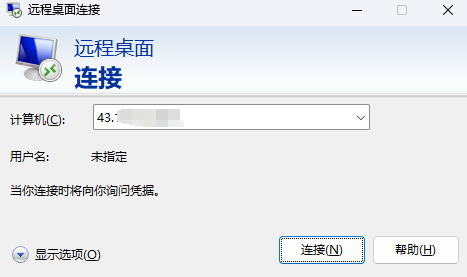 远程桌面连接
远程桌面
连接
计算机(C):
43.
用户名:
未指定
当你连接时将向你询问凭据。
显示选项(O)
连接(N)
帮助(H)